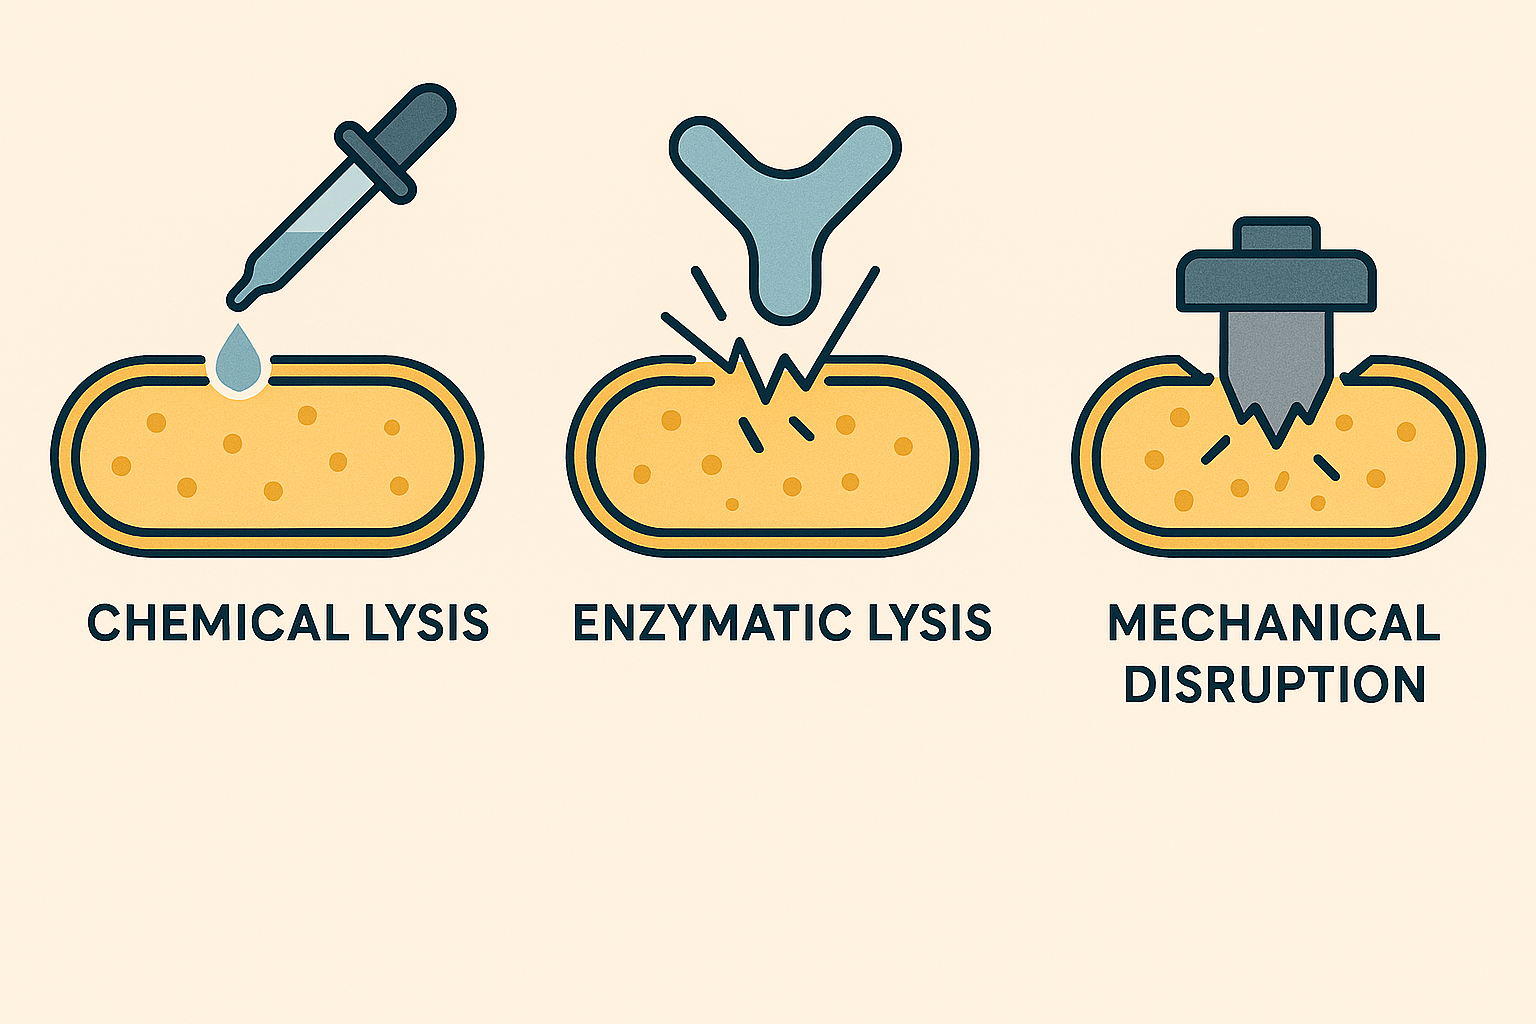 CHEMICAL LYSIS
ENZYMATIC LYSIS
MECHANICAL
DISRUPTION